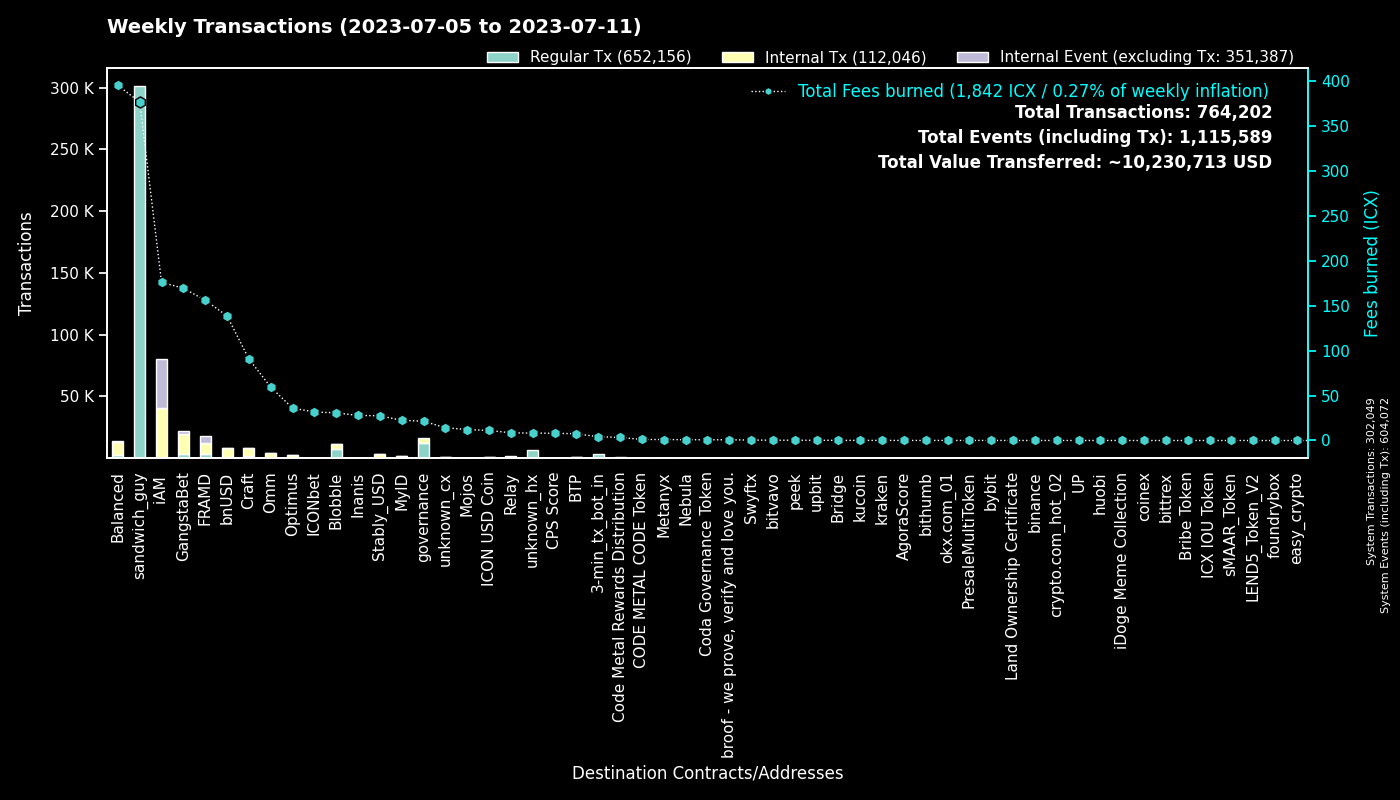 Weekly Transactions (2023-07-05 to 2023-07-11)
Regular Tx (652,156)
Internal Tx (112,046)
Internal Event (excluding Tx: 351,387)
Total Fees burned (1,842 ICX / 0.27% of weekly inflation)
Total Transactions: 764,202
Total Events (including Tx): 1,115,589
Total Value Transferred: ~10,230,713 USD
Transactions
300 K
250 K
200 K
150 K
100 K
50 K
400
350
300
250
200
150
100
50
0
Fees burned (ICX)
System Transactions: 302,049
System Events (including Tx): 604,072
Balanced
sandwich_guy
iAM
GangstaBet
FRAMD
bnUSD
Craft
Omm
Optimus
ICONbet
Blobble
Inanis
Stably_USD
MyID
governance
unknown_cx
Mojos
ICON USD Coin
Relay
unknown_hx
CPS Score
BTP
3-min_tx_bot_in
Code Metal Rewards Distribution
CODE METAL CODE Token
Metanyx
Nebula
Coda Governance Token
broof - we prove, verify and love you.
Swyftx
bitvavo
peek
upbit
Bridge
kucoin
kraken
AgoraScore
bithumb
okx.com_01
PresaleMultiToken
bybit
Land Ownership Certificate
binance
crypto.com_hot_02
UP
huobi
iDoge Meme Collection
coinex
bittrex
Bribe Token
ICX IOU Token
sMAAR_Token
LEND5_Token_V2
foundrybox
easy_crypto
Destination Contracts/Addresses